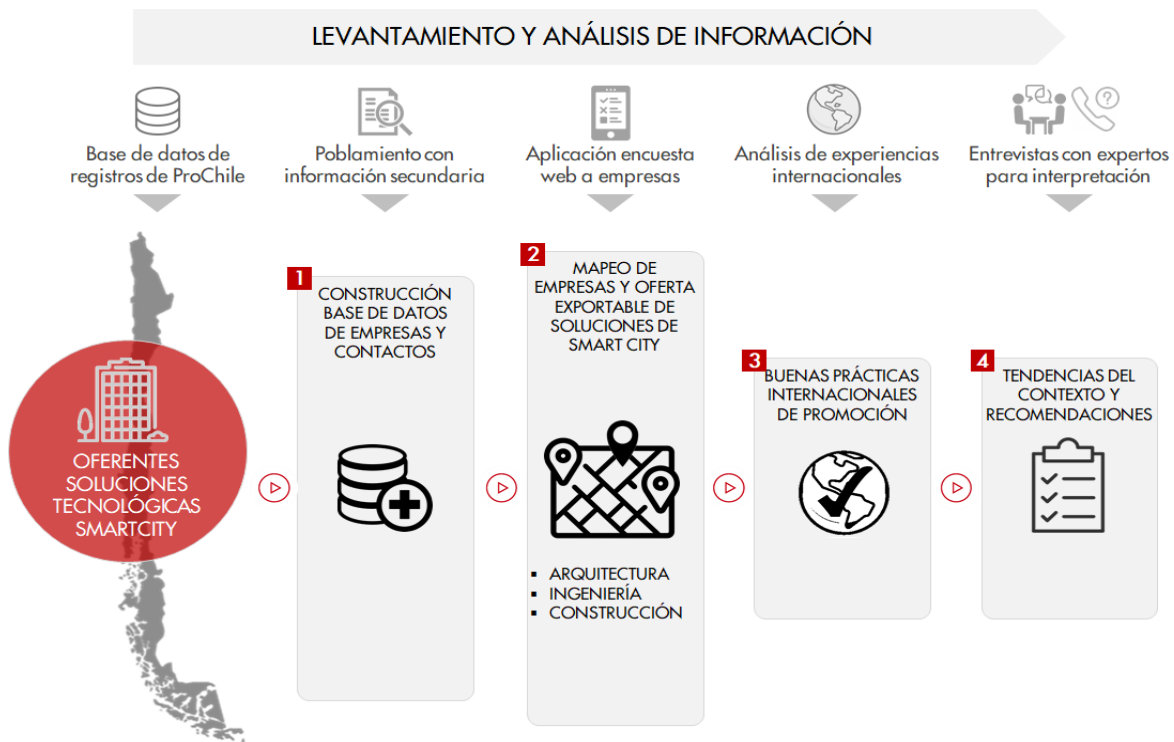 LEVANTAMIENTO Y ANÁLISIS DE INFORMACIÓN
Base de datos de
registros de ProChile
Poblamiento con
información secundaria
Aplicación encuesta
web a empresas
Análisis de experiencias
internacionales
Entrevistas con expertos
para interpretación
OFERENTES
SOLUCIONES
TECNOLÓGICAS
SMARTCITY
1
CONSTRUCCIÓN
BASE DE DATOS
DE EMPRESAS Y
CONTACTOS
2
MAPEO DE
EMPRESAS Y OFERTA
EXPORTABLE DE
SOLUCIONES DE
SMART CITY
▪ ARQUITECTURA
▪ INGENIERÍA
▪ CONSTRUCCIÓN
3
BUENAS PRÁCTICAS
INTERNACIONALES
DE PROMOCIÓN
4
TENDENCIAS DEL
CONTEXTO Y
RECOMENDACIONES